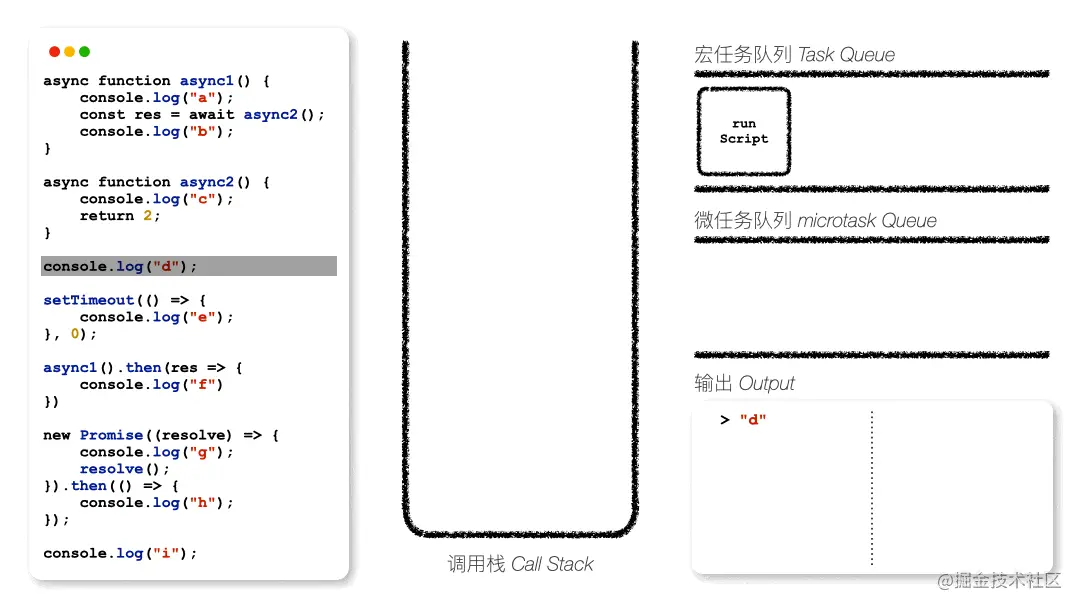 async function async1() {
    console.log("a");
    const res = await async2();
    console.log("b");
}
async function async2() {
    console.log("c");
    return 2;
}
console.log("d");
setTimeout(() => {
    console.log("e");
}, 0);
async1().then(res => {
    console.log("f")
})
new Promise((resolve) => {
    console.log("g");
    resolve();
}).then(() => {
    console.log("h");
});
console.log("i");
调用栈 Call Stack
宏任务队列 Task Queue
run
Script
微任务队列 microtask Queue
输出 Output
> "d"
@掘金技术社区